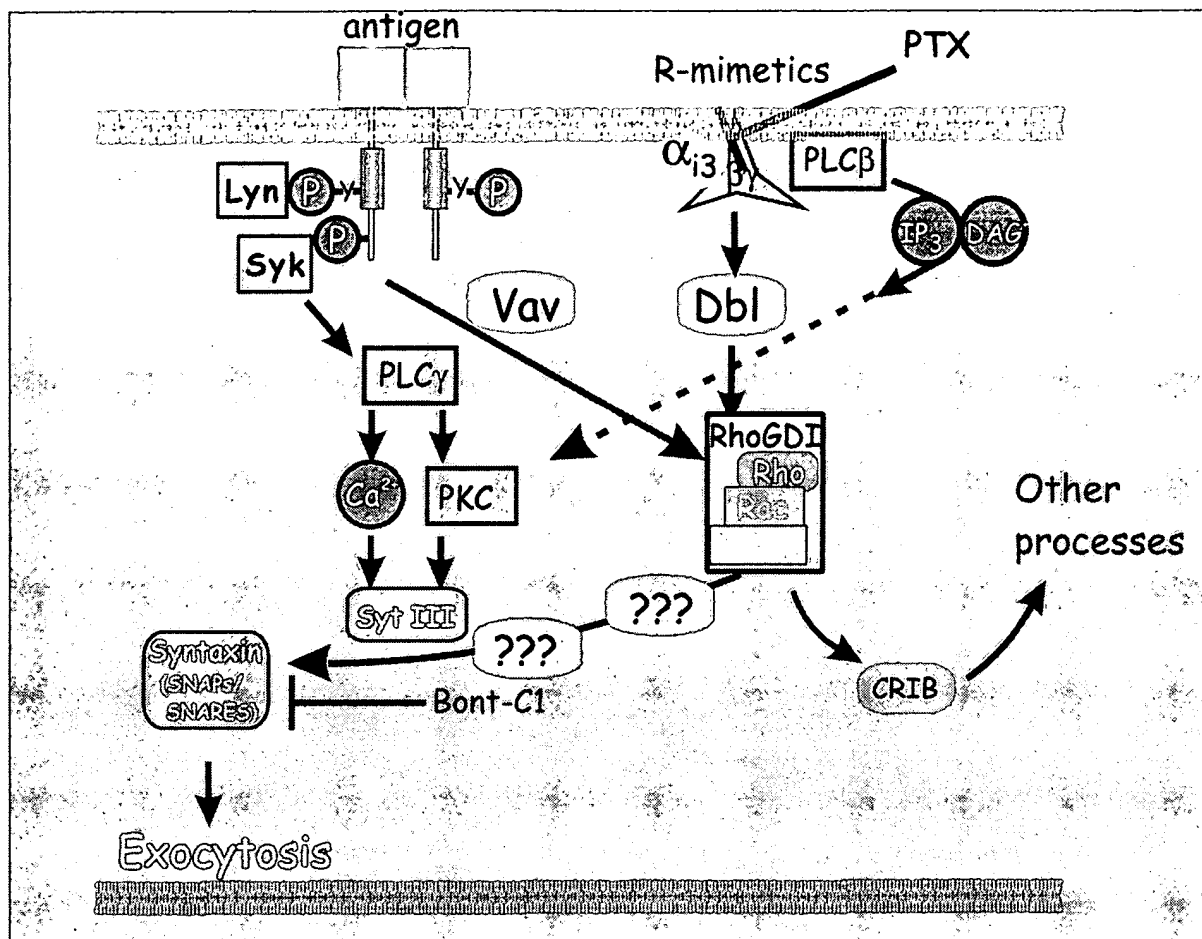 antigen
PTX
R-mimetics
αi3
β
γ
PLCβ
Lyn
P
γ
γ
P
P
Syk
IP3
DAG
Vav
Dbl
PLCγ
RhoGDI
Rho
Rac
Ca2+
PKC
Other
processes
Syt III
???
???
Syntaxin
(SNAPs/
SNAREs)
Bont-C1
CRIB
Exocytosis